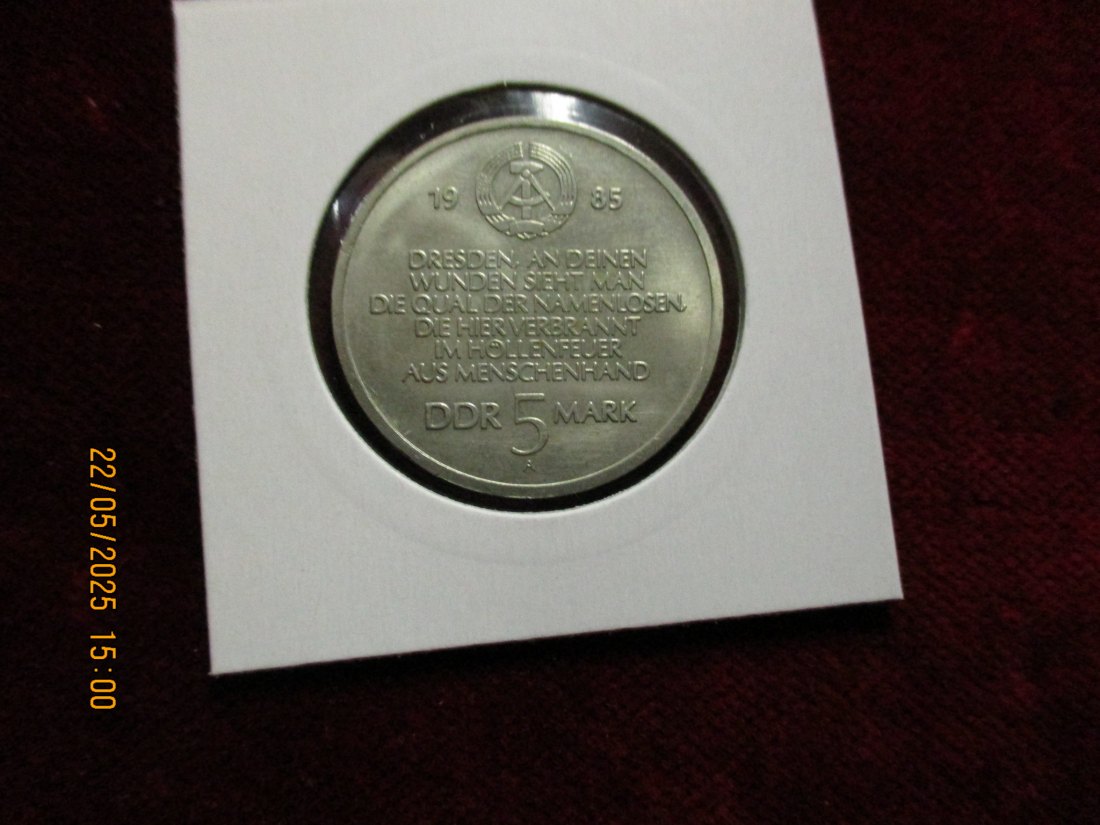 19 85
DRESDEN, AN DEINEN
WUNDEN SIEHT MAN
DIE QUAL DER NAMENLOSEN,
DIE HIER VERBRANNT
IM HÖLLENFEUER
AUS MENSCHENHAND
DDR 5 MARK
A
22/05/2025 15:00